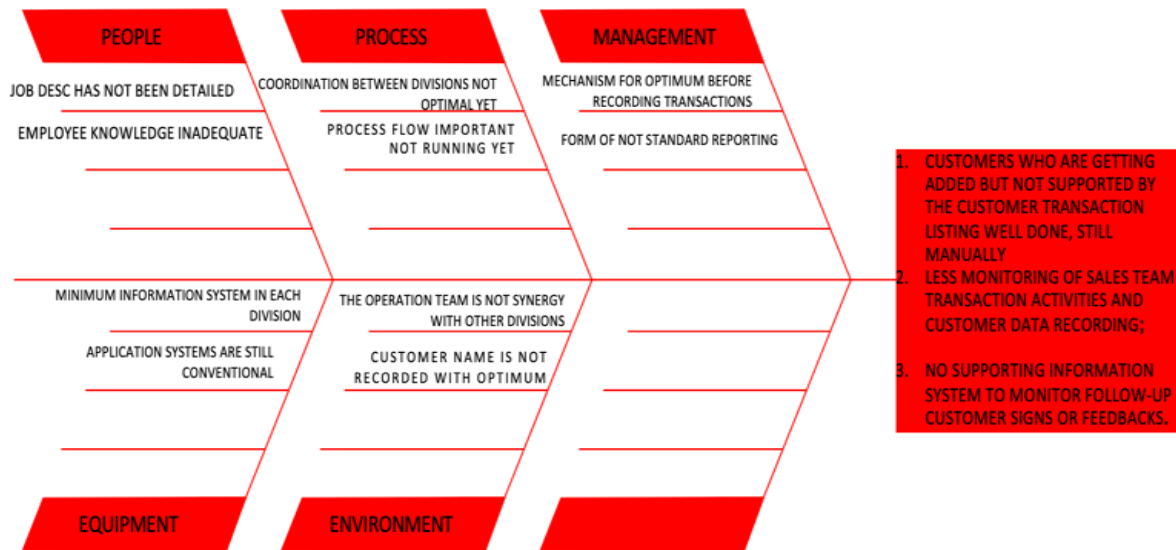 PEOPLE
PROCESS
MANAGEMENT
JOB DESC HAS NOT BEEN DETAILED
EMPLOYEE KNOWLEDGE INADEQUATE
COORDINATION BETWEEN DIVISIONS NOT
OPTIMAL YET
PROCESS FLOW IMPORTANT
NOT RUNNING YET
MECHANISM FOR OPTIMUM BEFORE
RECORDING TRANSACTIONS
FORM OF NOT STANDARD REPORTING
1. CUSTOMERS WHO ARE GETTING
ADDED BUT NOT SUPPORTED BY
THE CUSTOMER TRANSACTION
LISTING WELL DONE, STILL
MANUALLY
2. LESS MONITORING OF SALES TEAM
TRANSACTION ACTIVITIES AND
CUSTOMER DATA RECORDING;
3. NO SUPPORTING INFORMATION
SYSTEM TO MONITOR FOLLOW-UP
CUSTOMER SIGNS OR FEEDBACKS.
MINIMUM INFORMATION SYSTEM IN EACH
DIVISION
APPLICATION SYSTEMS ARE STILL
CONVENTIONAL
THE OPERATION TEAM IS NOT SYNERGY
WITH OTHER DIVISIONS
CUSTOMER NAME IS NOT
RECORDED WITH OPTIMUM
EQUIPMENT
ENVIRONMENT